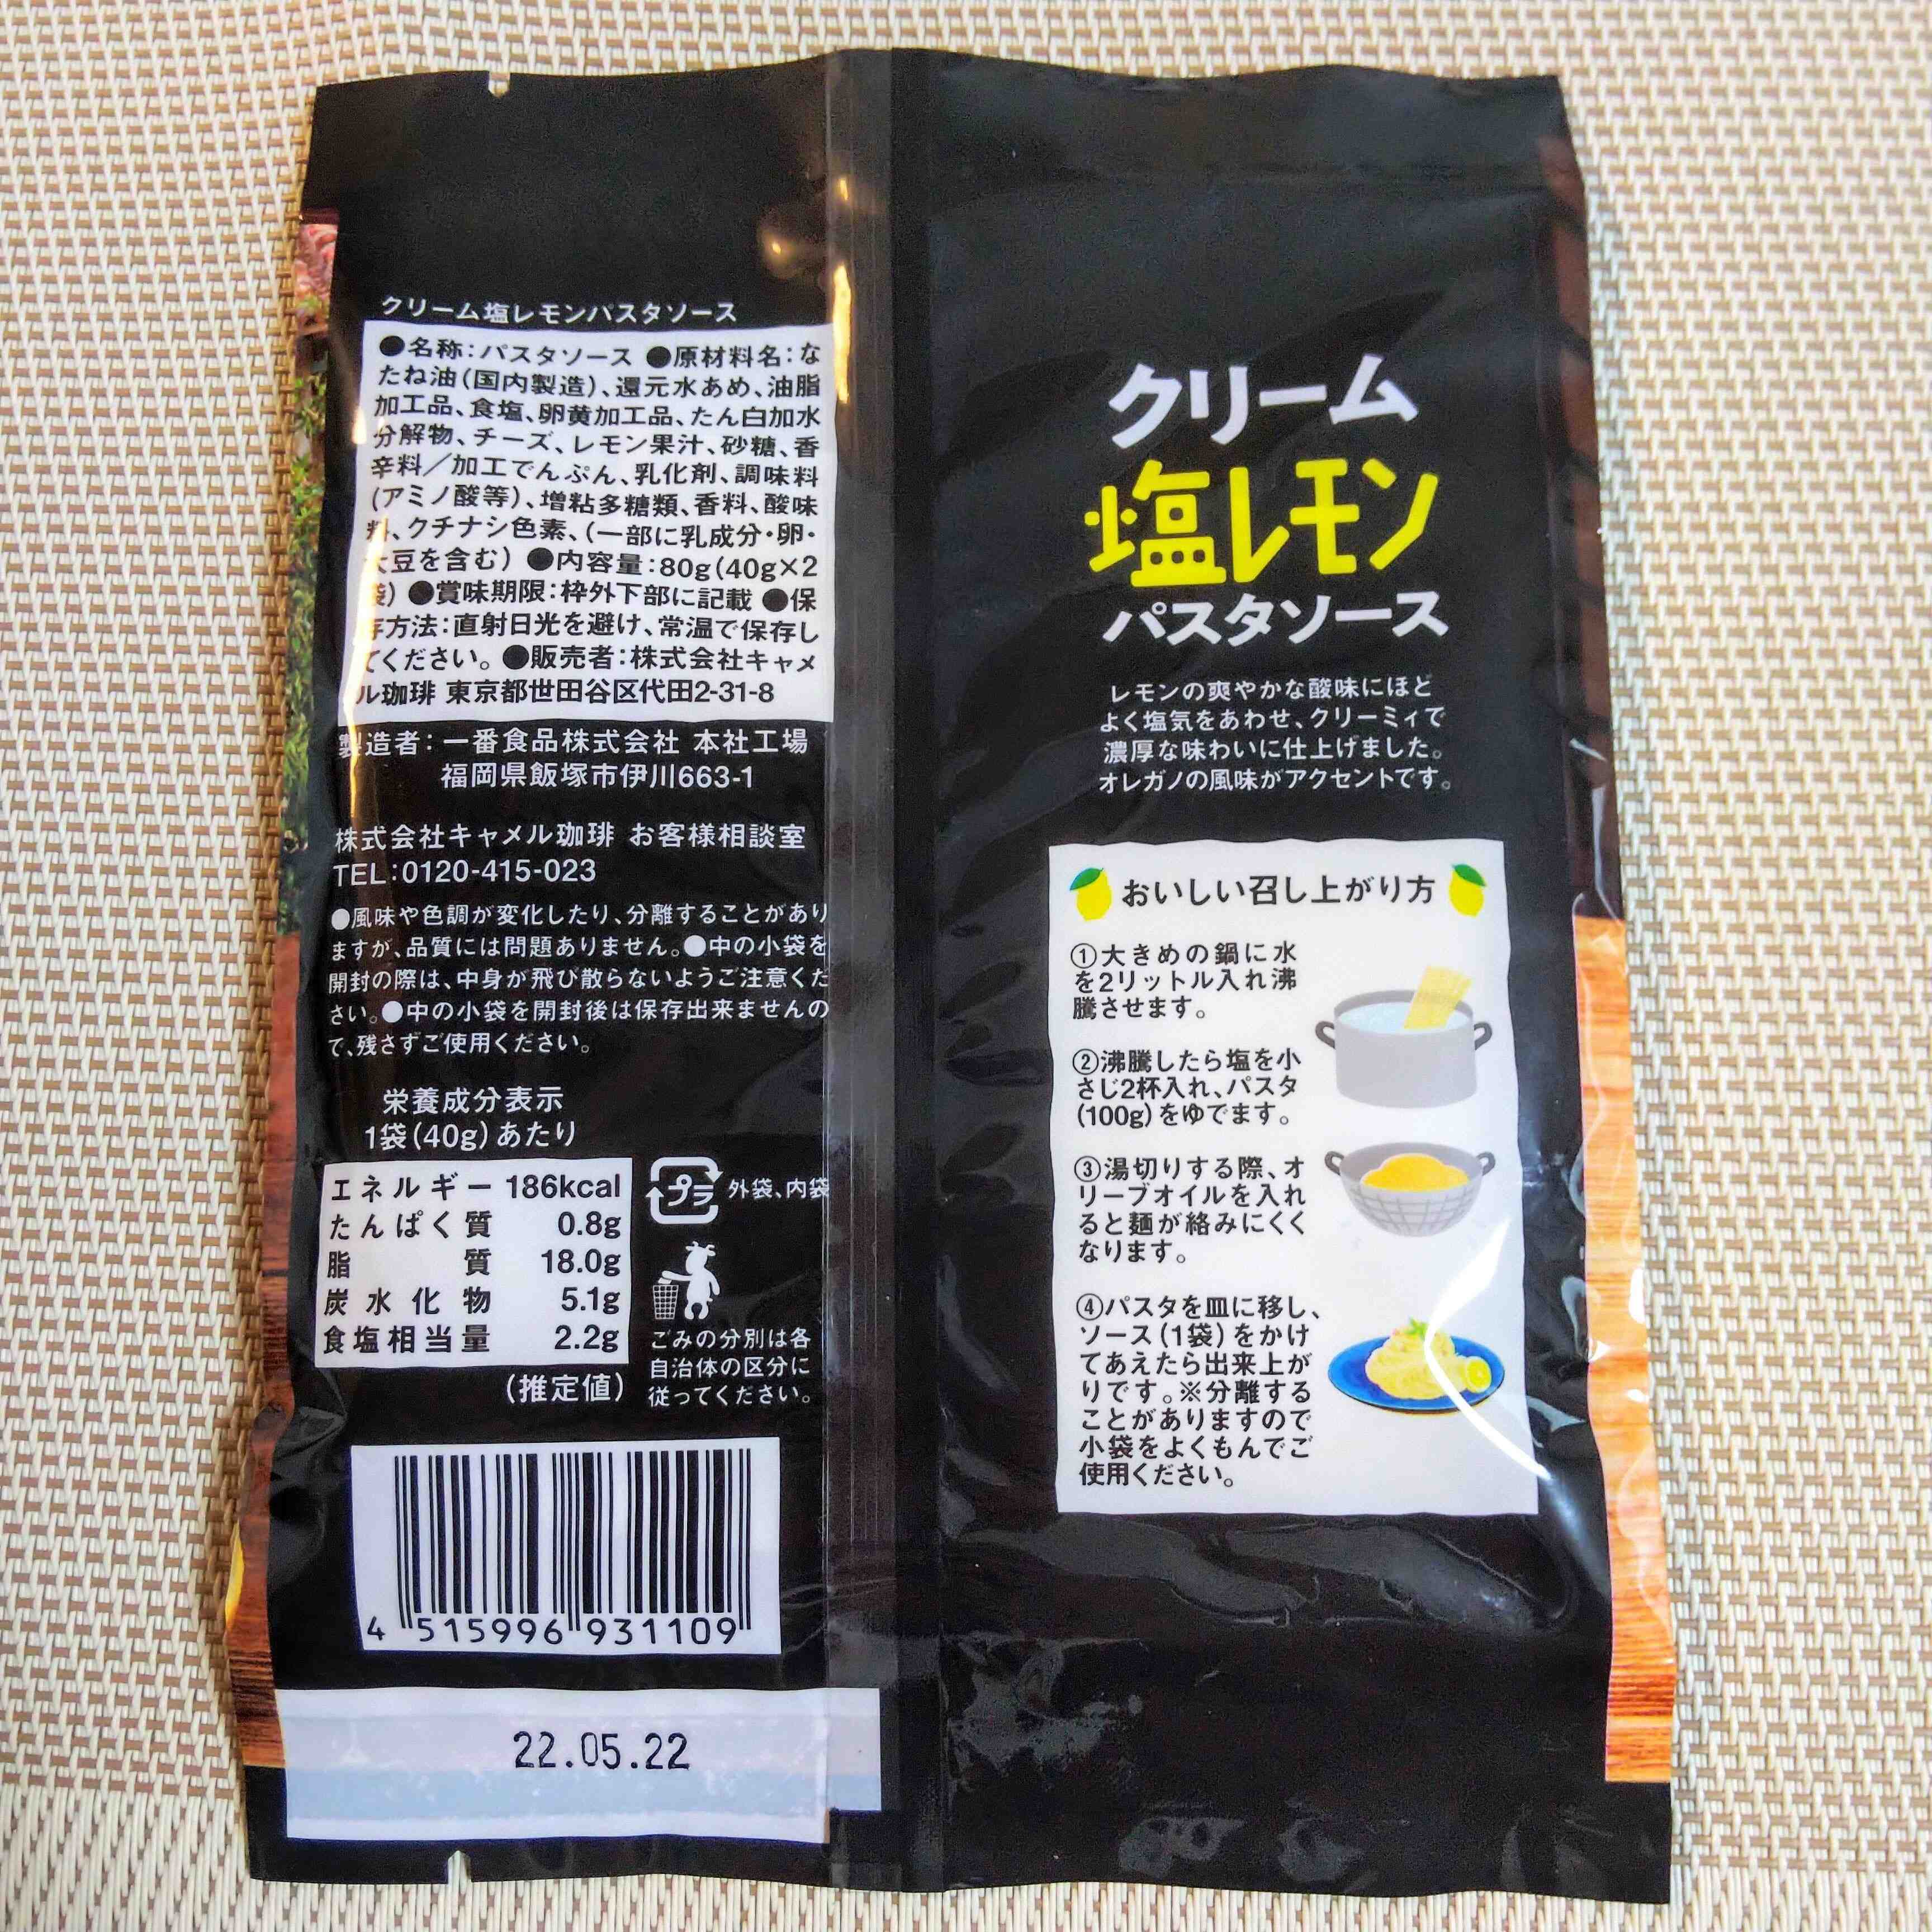 クリーム塩レモンパスタソース
●名称：パスタソース ●原材料名：な
たね油（国内製造）、還元水あめ、油脂
加工品、食塩、卵黄加工品、たん白加水
分解物、チーズ、レモン果汁、砂糖、香
辛料／加工でんぷん、乳化剤、調味料
（アミノ酸等）、増粘多糖類、香料、酸味
料、クチナシ色素、（一部に乳成分・卵・
大豆を含む） ●内容量：80g（40g×2
袋） ●賞味期限：枠外下部に記載 ●保
存方法：直射日光を避け、常温で保存し
てください。 ●販売者：株式会社キャメ
ル珈琲 東京都世田谷区代田2-31-8
製造者：一番食品株式会社 本社工場
福岡県飯塚市伊川663-1
株式会社キャメル珈琲 お客様相談室
TEL：0120-415-023
●風味や色調が変化したり、分離することがあり
ますが、品質には問題ありません。●中の小袋を
開封の際は、中身が飛び散らないようご注意くだ
さい。●中の小袋を開封後は保存出来ませんの
で、残さずご使用ください。
栄養成分表示
1袋（40g）あたり
エネルギー 186kcal
たんぱく質 0.8g
脂質 18.0g
炭水化物 5.1g
食塩相当量 2.2g
（推定値）
プラ 外袋、内袋
ごみの分別は各
自治体の区分に
従ってください。
4 515996 931109
22.05.22
クリーム
塩レモン
パスタソース
レモンの爽やかな酸味にほど
よく塩気をあわせ、クリーミィで
濃厚な味わいに仕上げました。
オレガノの風味がアクセントです。
おいしい召し上がり方
①大きめの鍋に水
を2リットル入れ沸
騰させます。
②沸騰したら塩を小
さじ2杯入れ、パスタ
（100g）をゆでます。
③湯切りする際、オ
リーブオイルを入れ
ると麺が絡みにくく
なります。
④パスタを皿に移し、
ソース（1袋）をかけ
てあえたら出来上が
りです。※分離する
ことがありますので
小袋をよくもんでご
使用ください。